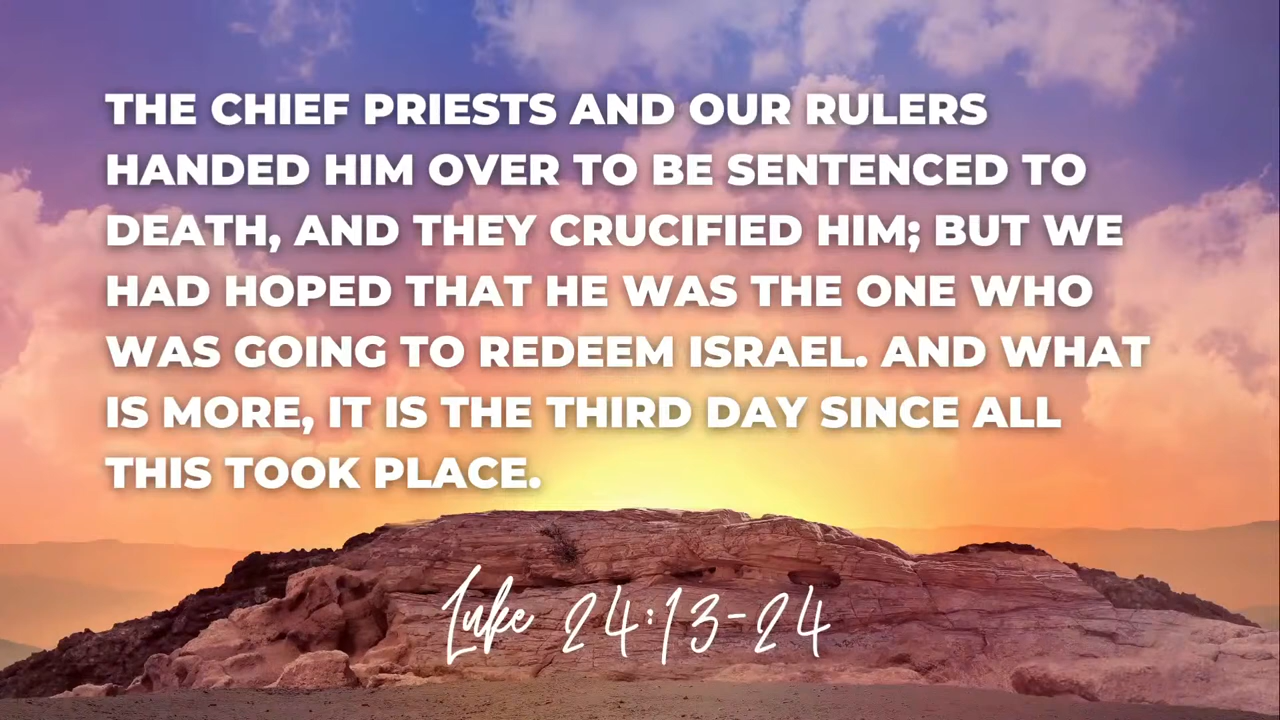 THE CHIEF PRIESTS AND OUR RULERS
HANDED HIM OVER TO BE SENTENCED TO
DEATH, AND THEY CRUCIFIED HIM; BUT WE
HAD HOPED THAT HE WAS THE ONE WHO
WAS GOING TO REDEEM ISRAEL. AND WHAT
IS MORE, IT IS THE THIRD DAY SINCE ALL
THIS TOOK PLACE.
Luke 24:13-24